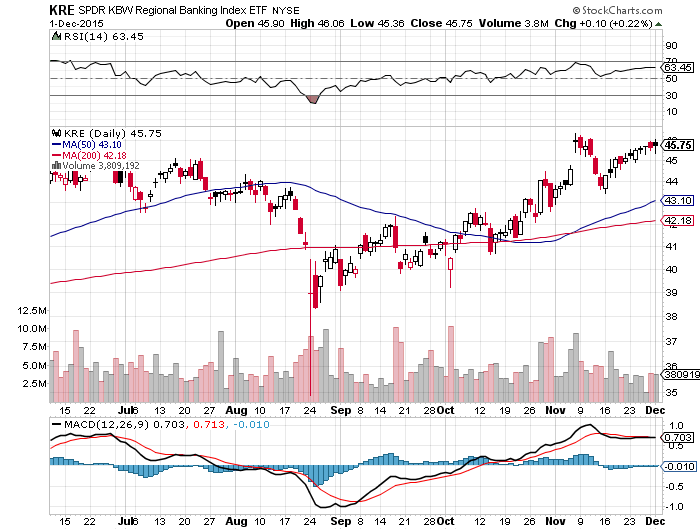 KRE SPDR KBW Regional Banking Index ETF NYSE © StockCharts.com
1-Dec-2015 Open 45.90 High 46.06 Low 45.36 Close 45.75 Volume 3.8M Chg +0.10 (+0.22%)
RSI(14) 63.45
90
70
63.45
50
30
10
KRE (Daily) 45.75
MA(50) 43.10
MA(200) 42.18
Volume 3,809,192
45.75
45
44
43.10
42.18
41
40
39
38
37
36
35
12.5M
10.0M
7.5M
5.0M
2.5M
3809192
15 22 Jul 6 13 20 27 Aug 10 17 24 Sep 8 14 21 28 Oct 12 19 26 Nov 9 16 23 Dec
MACD(12,26,9) 0.703, 0.713, -0.010
1.0
0.703
0.5
-0.010
-0.5
-1.0
15 22 Jul 6 13 20 27 Aug 10 17 24 Sep 8 14 21 28 Oct 12 19 26 Nov 9 16 23 Dec